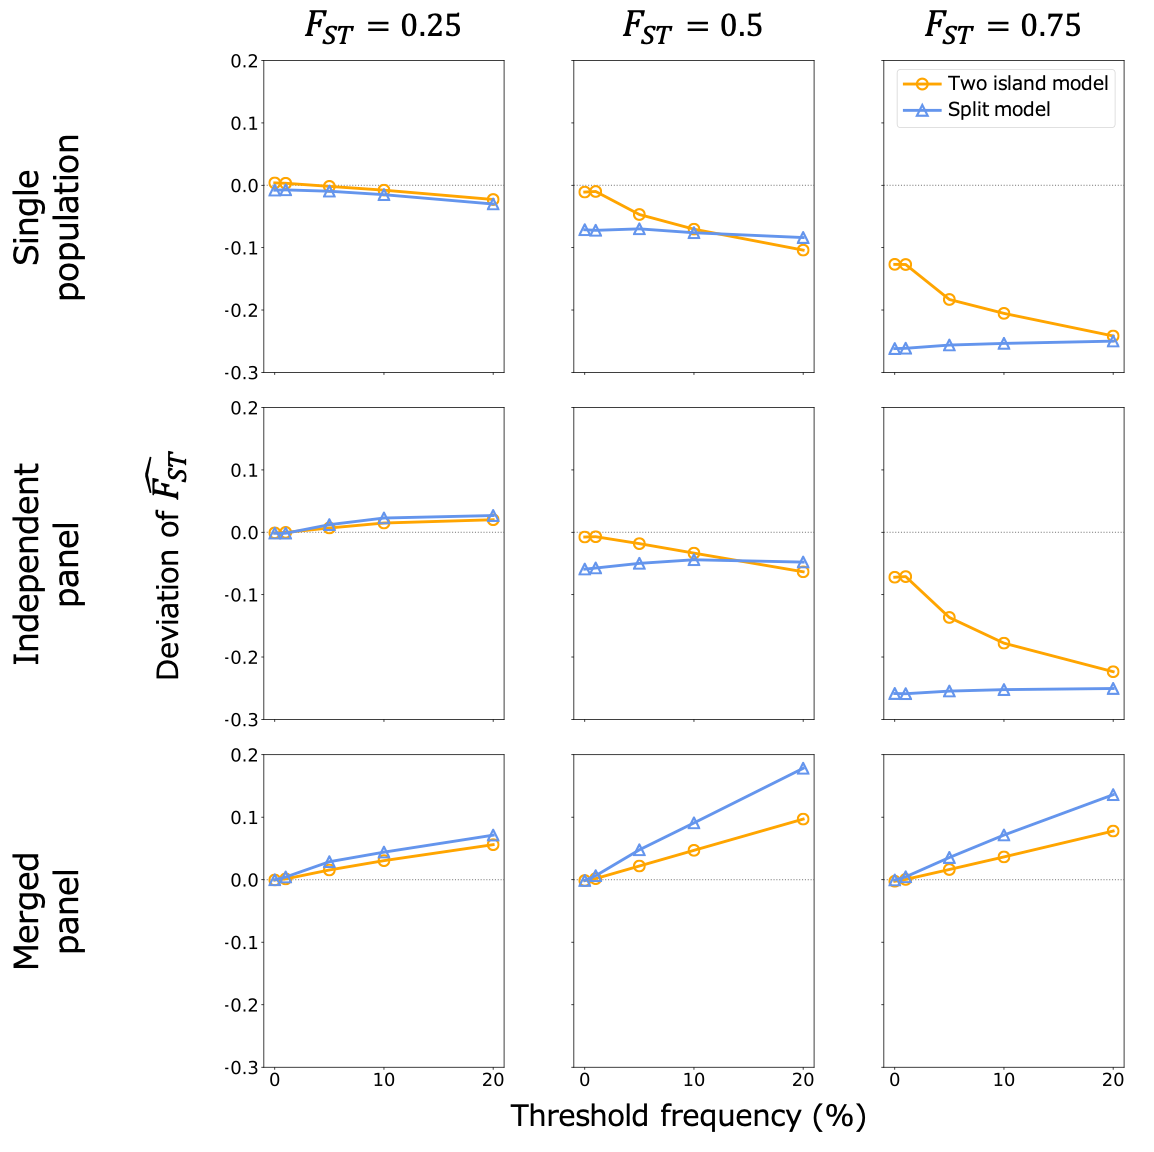 F_ST = 0.25
F_ST = 0.5
F_ST = 0.75
Single
population
0.2
0.1
0.0
-0.1
-0.2
-0.3
Two island model
Split model
Independent
panel
Deviation of \widehat{F_ST}
0.2
0.1
0.0
-0.1
-0.2
-0.3
Merged
panel
0.2
0.1
0.0
-0.1
-0.2
-0.3
0 10 20
0 10 20
0 10 20
Threshold frequency (%)